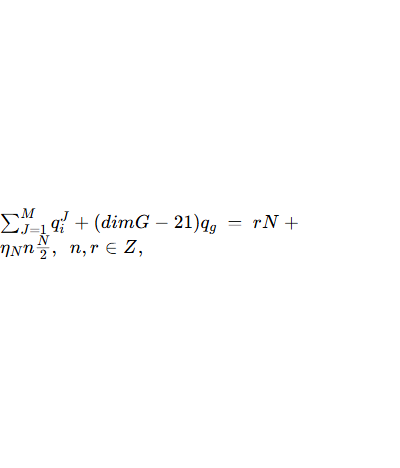 $\sum_{J=1}^{M} q_i^J + (dimG - 21)q_g \; = \; rN +$
$\eta_N n \frac{N}{2}, \;\; n, r \in Z,$